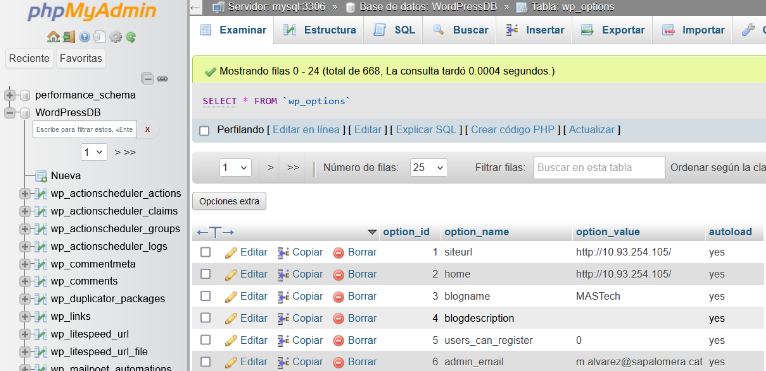 phpMyAdmin
Reciente Favoritas
performance_schema
WordPressDB
Escribe para filtrar estos, <Ente X
1 > >>
Nueva
wp_actionscheduler_actions
wp_actionscheduler_claims
wp_actionscheduler_groups
wp_actionscheduler_logs
wp_commentmeta
wp_comments
wp_duplicator_packages
wp_links
wp_litespeed_url
wp_litespeed_url_file
wp_mailpoet_automations
Servidor: mysql:3306 » Base de datos: WordPressDB » Tabla: wp_options
Examinar Estructura SQL Buscar Insertar Exportar Importar
Mostrando filas 0 - 24 (total de 668, La consulta tardó 0.0004 segundos.)
SELECT * FROM `wp_options`
Perfilando [ Editar en línea ] [ Editar ] [ Explicar SQL ] [ Crear código PHP ] [ Actualizar ]
1 > >> Número de filas: 25 Filtrar filas: Buscar en esta tabla Ordenar según la cla
Opciones extra
←T→ option_id option_name option_value autoload
Editar Copiar Borrar 1 siteurl http://10.93.254.105/ yes
Editar Copiar Borrar 2 home http://10.93.254.105/ yes
Editar Copiar Borrar 3 blogname MASTech yes
Editar Copiar Borrar 4 blogdescription yes
Editar Copiar Borrar 5 users_can_register 0 yes
Editar Copiar Borrar 6 admin_email m.alvarez@sapalomera.cat yes